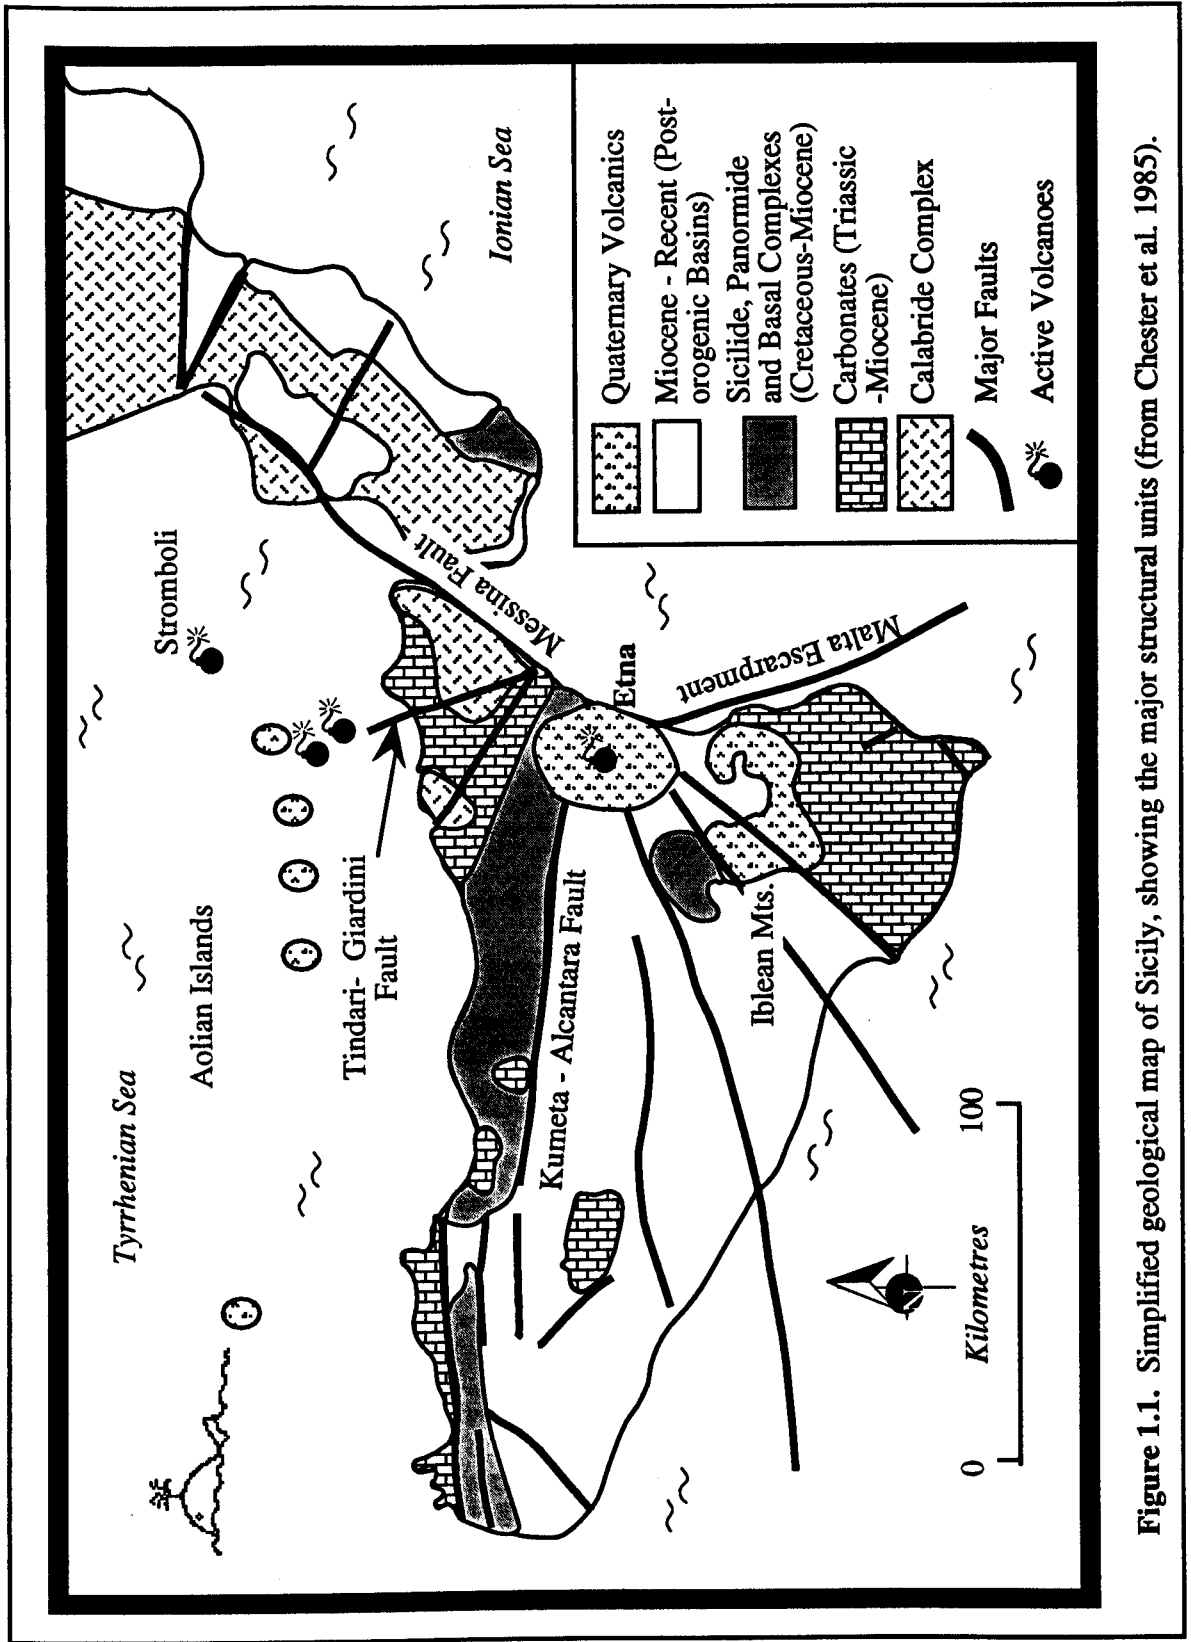 Tyrrhenian Sea
Aolian Islands
Stromboli
Tindari- Giardini
Fault
Messina Fault
Ionian Sea
Etna
Malta Escarpment
Kumeta - Alcantara Fault
Iblean Mts.
Kilometres
0
100
N
Quaternary Volcanics
Miocene - Recent (Post-
orogenic Basins)
Sicilide, Panormide
and Basal Complexes
(Cretaceous-Miocene)
Carbonates (Triassic
-Miocene)
Calabride Complex
Major Faults
Active Volcanoes
Figure 1.1. Simplified geological map of Sicily, showing the major structural units (from Chester et al. 1985).